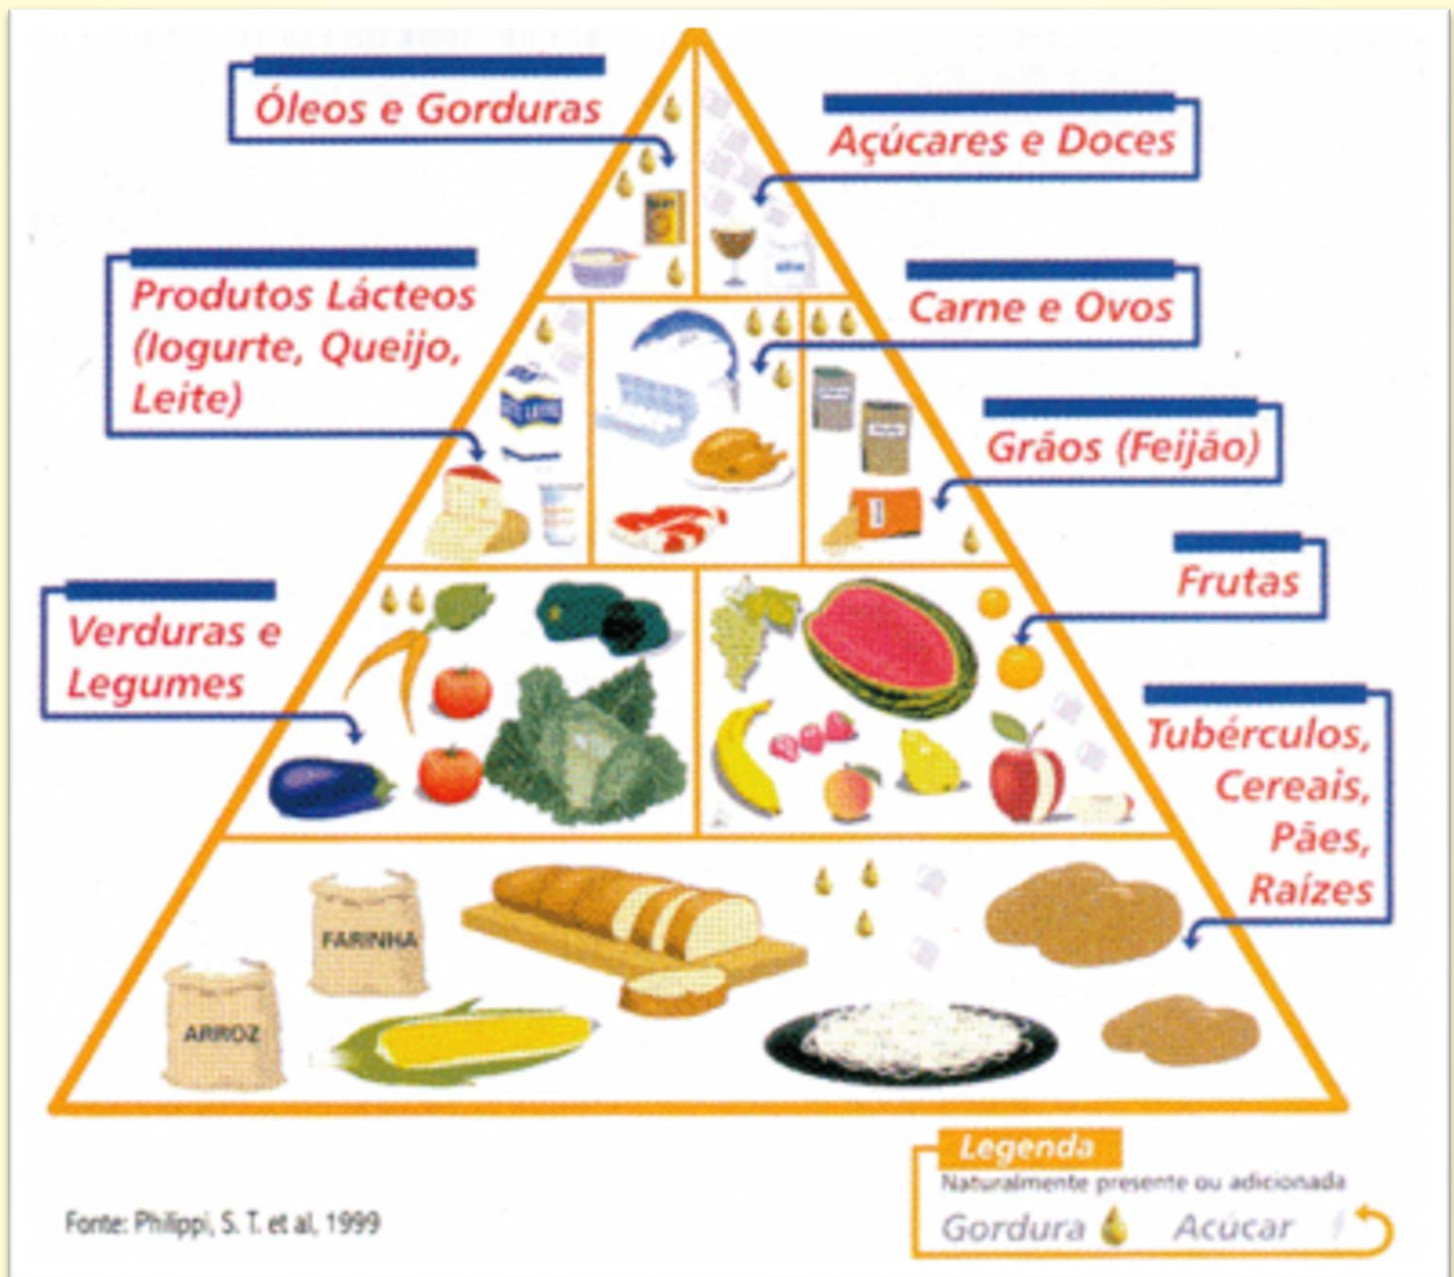 Óleos e Gorduras
Açúcares e Doces
Produtos Lácteos
(Iogurte, Queijo,
Leite)
Carne e Ovos
Grãos (Feijão)
Frutas
Verduras e
Legumes
Tubérculos,
Cereais,
Pães,
Raízes
FARINHA
ARROZ
Legenda
Naturalmente presente ou adicionada
Gordura Acúcar
Fonte: Philippi, S. T. et al, 1999